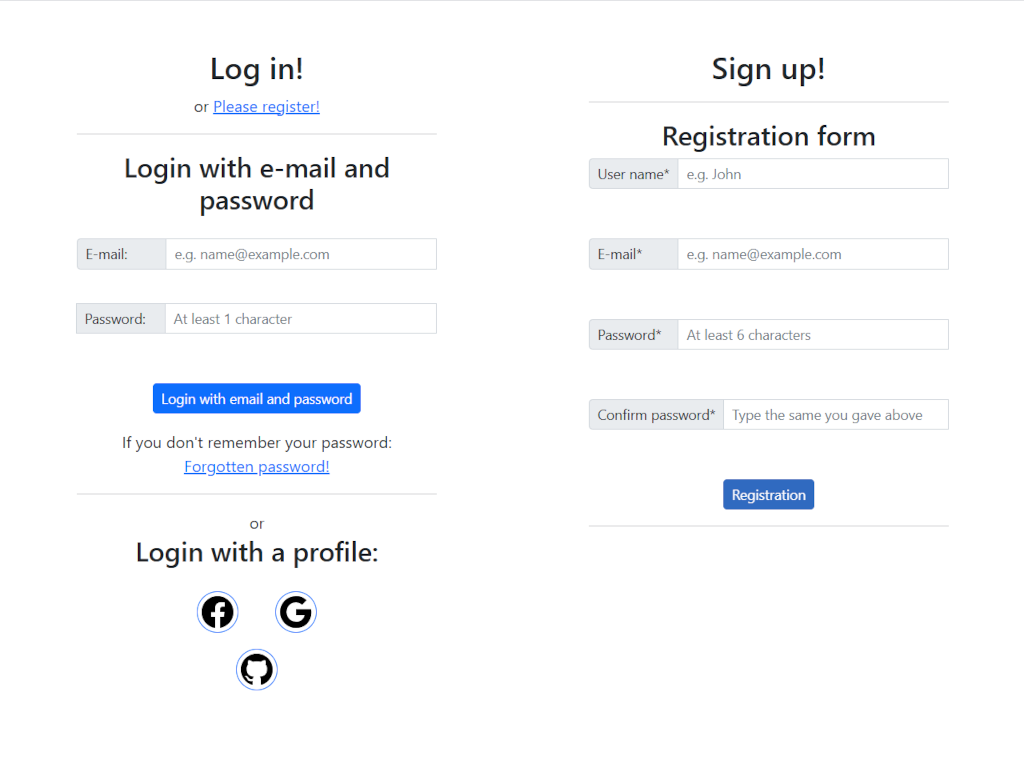 Log in!
or Please register!
Login with e-mail and
password
E-mail: e.g. name@example.com
Password: At least 1 character
Login with email and password
If you don't remember your password:
Forgotten password!
or
Login with a profile:
Sign up!
Registration form
User name* e.g. John
E-mail* e.g. name@example.com
Password* At least 6 characters
Confirm password* Type the same you gave above
Registration